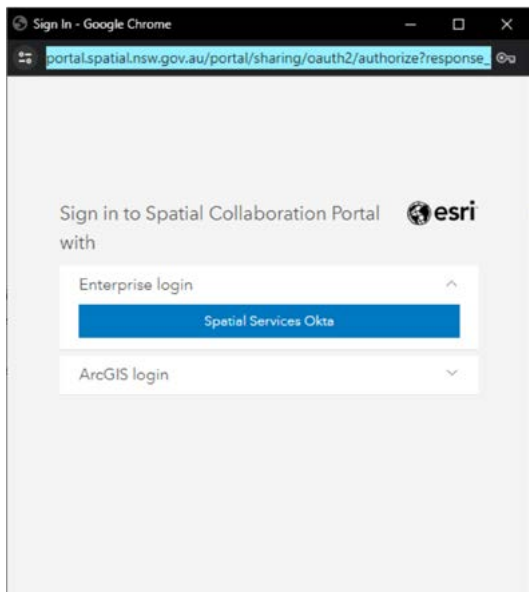 Sign In - Google Chrome
portal.spatial.nsw.gov.au/portal/sharing/oauth2/authorize?response_
Sign in to Spatial Collaboration Portal
with
esri
Enterprise login
Spatial Services Okta
ArcGIS login